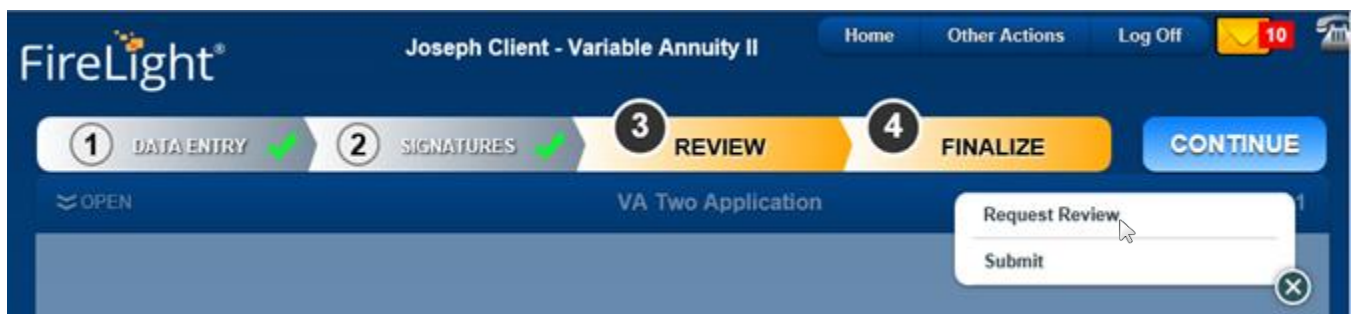 FireLight®
Joseph Client - Variable Annuity II
Home Other Actions Log Off 10
1 DATA ENTRY 2 SIGNATURES 3 REVIEW 4 FINALIZE CONTINUE
OPEN VA Two Application 1
Request Review
Submit